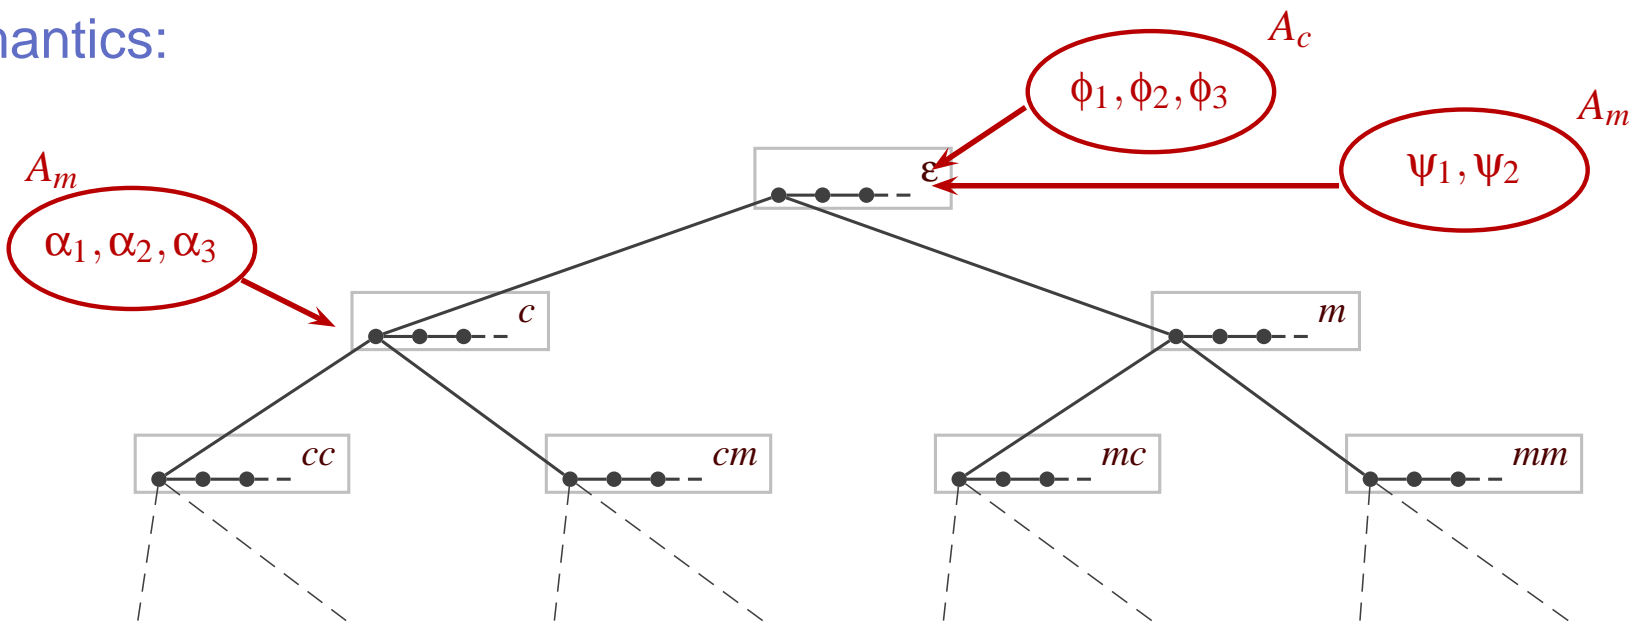 nantics:
A_c
ϕ₁, ϕ₂, ϕ₃
A_m
ψ₁, ψ₂
ε
A_m
α₁, α₂, α₃
c
m
cc
cm
mc
mm